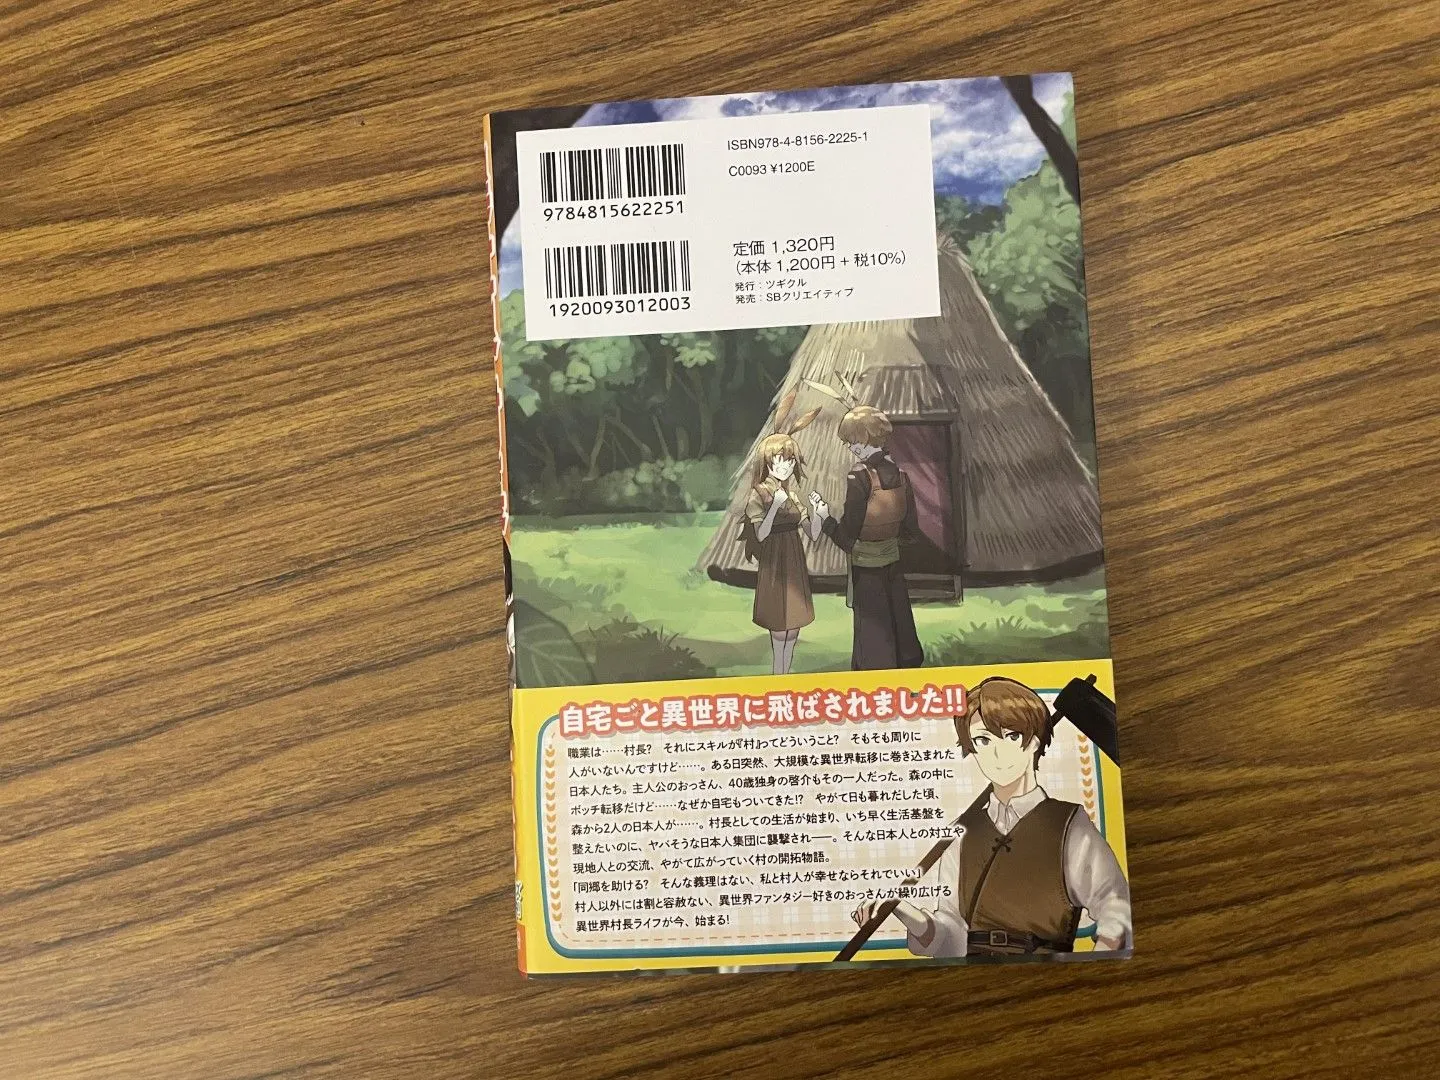 ISBN978-4-8156-2225-1
C0093 ¥1200E
9784815622251
1920093012003
定価 1,320円
(本体 1,200円 + 税10%)
発行：ツギクル
発売：SBクリエイティブ
自宅ごと異世界に飛ばされました!!
職業は……村長？　それにスキルが『村』ってどういうこと？　そもそも周りに
人がいないんですけど……。ある日突然、大規模な異世界転移に巻き込まれた
日本人たち。主人公のおっさん、40歳独身の啓介もその一人だった。森の中に
ボッチ転移だけど……なぜか自宅もついてきた!?　やがて日も暮れだした頃、
森から2人の日本人が……。村長としての生活が始まり、いち早く生活基盤を
整えたいのに、ヤバそうな日本人集団に襲撃され――。そんな日本人との対立や
現地人との交流、やがて広がっていく村の開拓物語。
「同郷を助ける？　そんな義理はない、私と村人が幸せならそれでいい」
村人以外には割と容赦ない、異世界ファンタジー好きのおっさんが繰り広げる
異世界村長ライフが今、始まる!